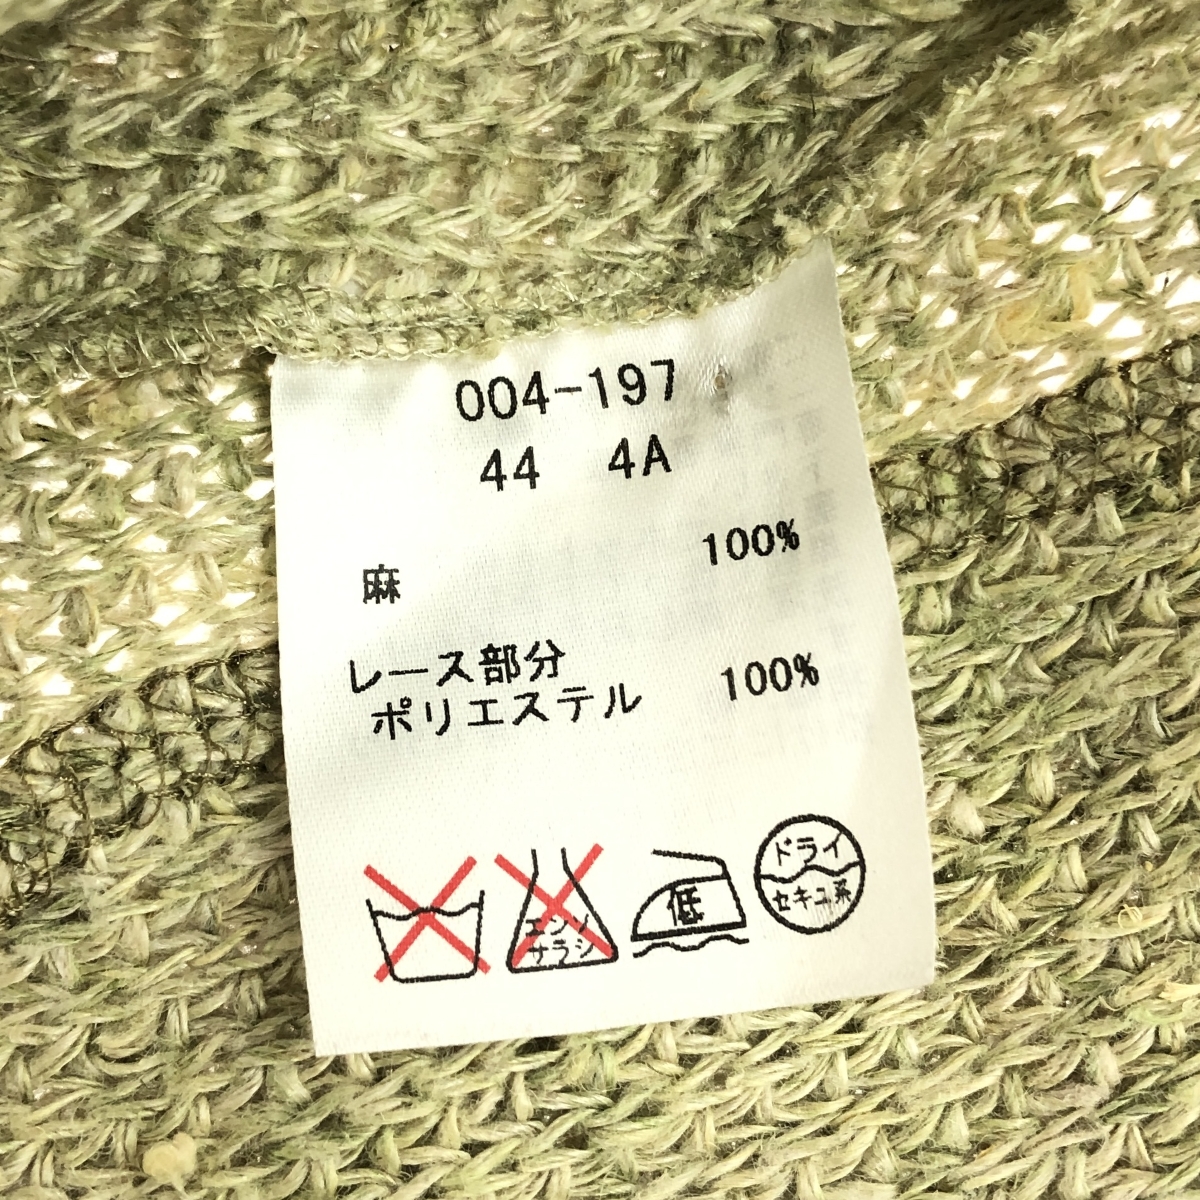 004-197
44 4A
麻 100%
レース部分
ポリエステル 100%
エンソ
サラシ
低
ドライ
セキユ系